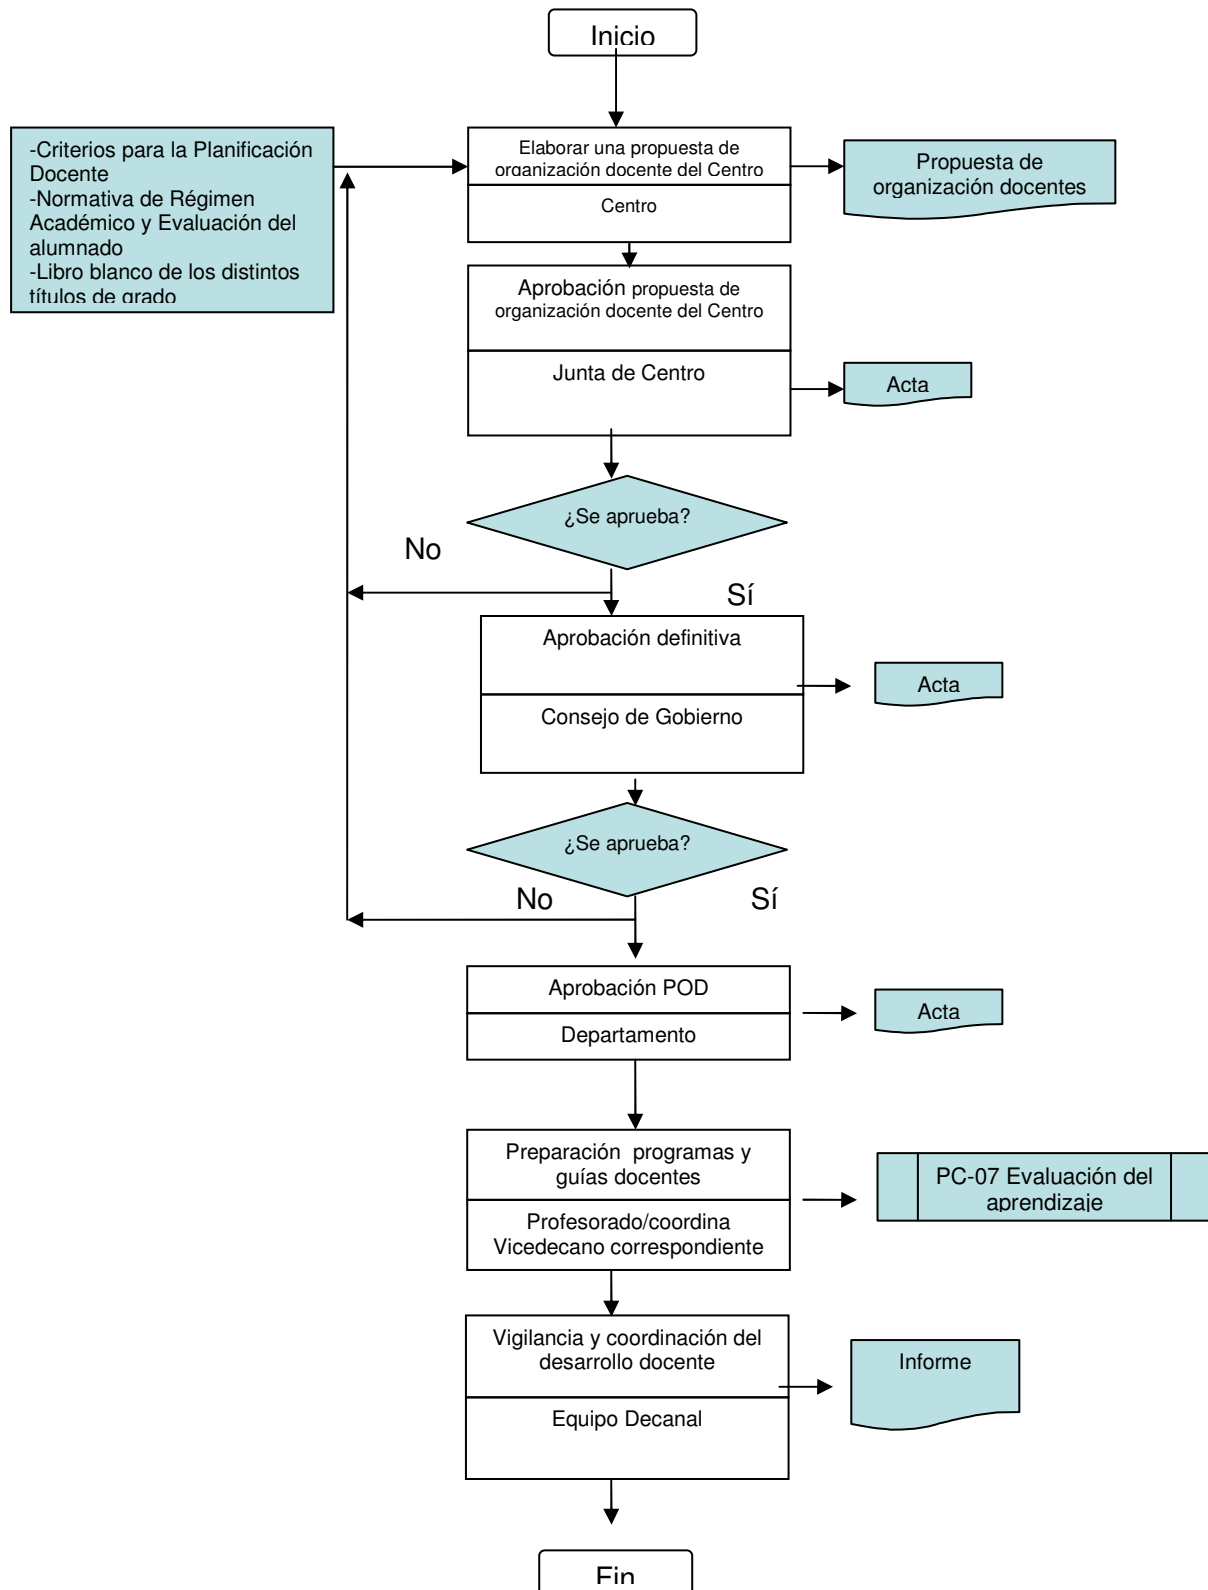 Inicio
-Criterios para la Planificación
Docente
-Normativa de Régimen
Académico y Evaluación del
alumnado
-Libro blanco de los distintos
títulos de grado
Elaborar una propuesta de
organización docente del Centro
Centro
Propuesta de
organización docentes
Aprobación propuesta de
organización docente del Centro
Junta de Centro
Acta
¿Se aprueba?
No
Sí
Aprobación definitiva
Consejo de Gobierno
Acta
¿Se aprueba?
No
Sí
Aprobación POD
Departamento
Acta
Preparación programas y
guías docentes
Profesorado/coordina
Vicedecano correspondiente
PC-07 Evaluación del
aprendizaje
Vigilancia y coordinación del
desarrollo docente
Equipo Decanal
Informe
Fin